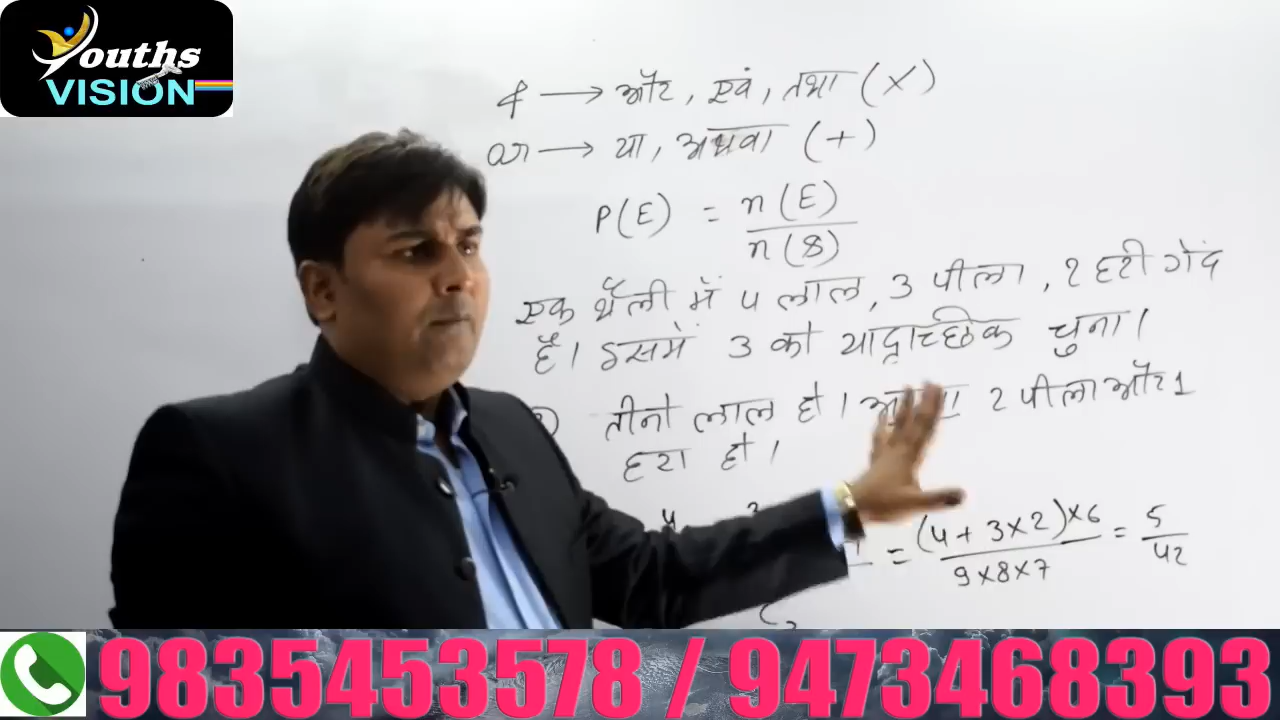 Youths
VISION
& → और, एवं, तथा (×)
or → या, अथवा (+)
P(E) = n(E) / n(S)
एक थैली में 4 लाल, 3 पीला, 2 हरी गेंद
है। इसमें 3 को यादृच्छिक चुना।
तीनो लाल हो। 2 पीला और 1
हरा हो।
= (4 + 3×2)×6 / 9×8×7 = 5 / 42
9835453578 / 9473468393